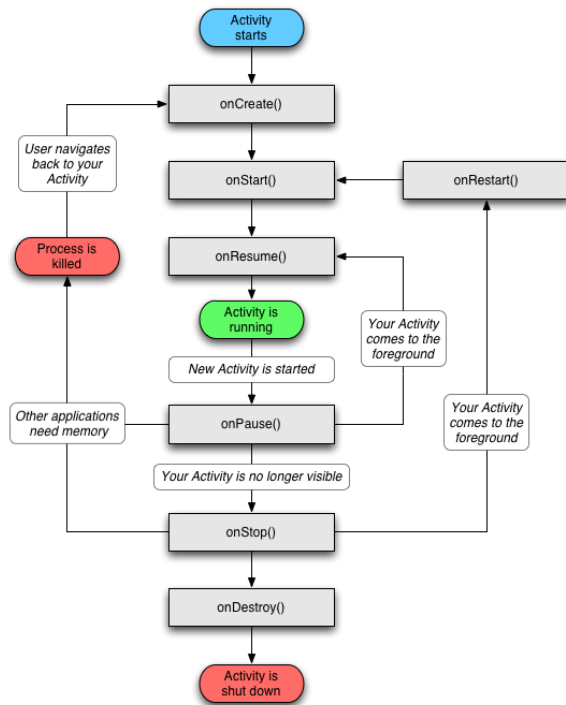 Activity
starts
onCreate()
User navigates
back to your
Activity
onStart()
onRestart()
Process is
killed
onResume()
Activity is
running
Your Activity
comes to the
foreground
New Activity is started
Other applications
need memory
onPause()
Your Activity
comes to the
foreground
Your Activity is no longer visible
onStop()
onDestroy()
Activity is
shut down